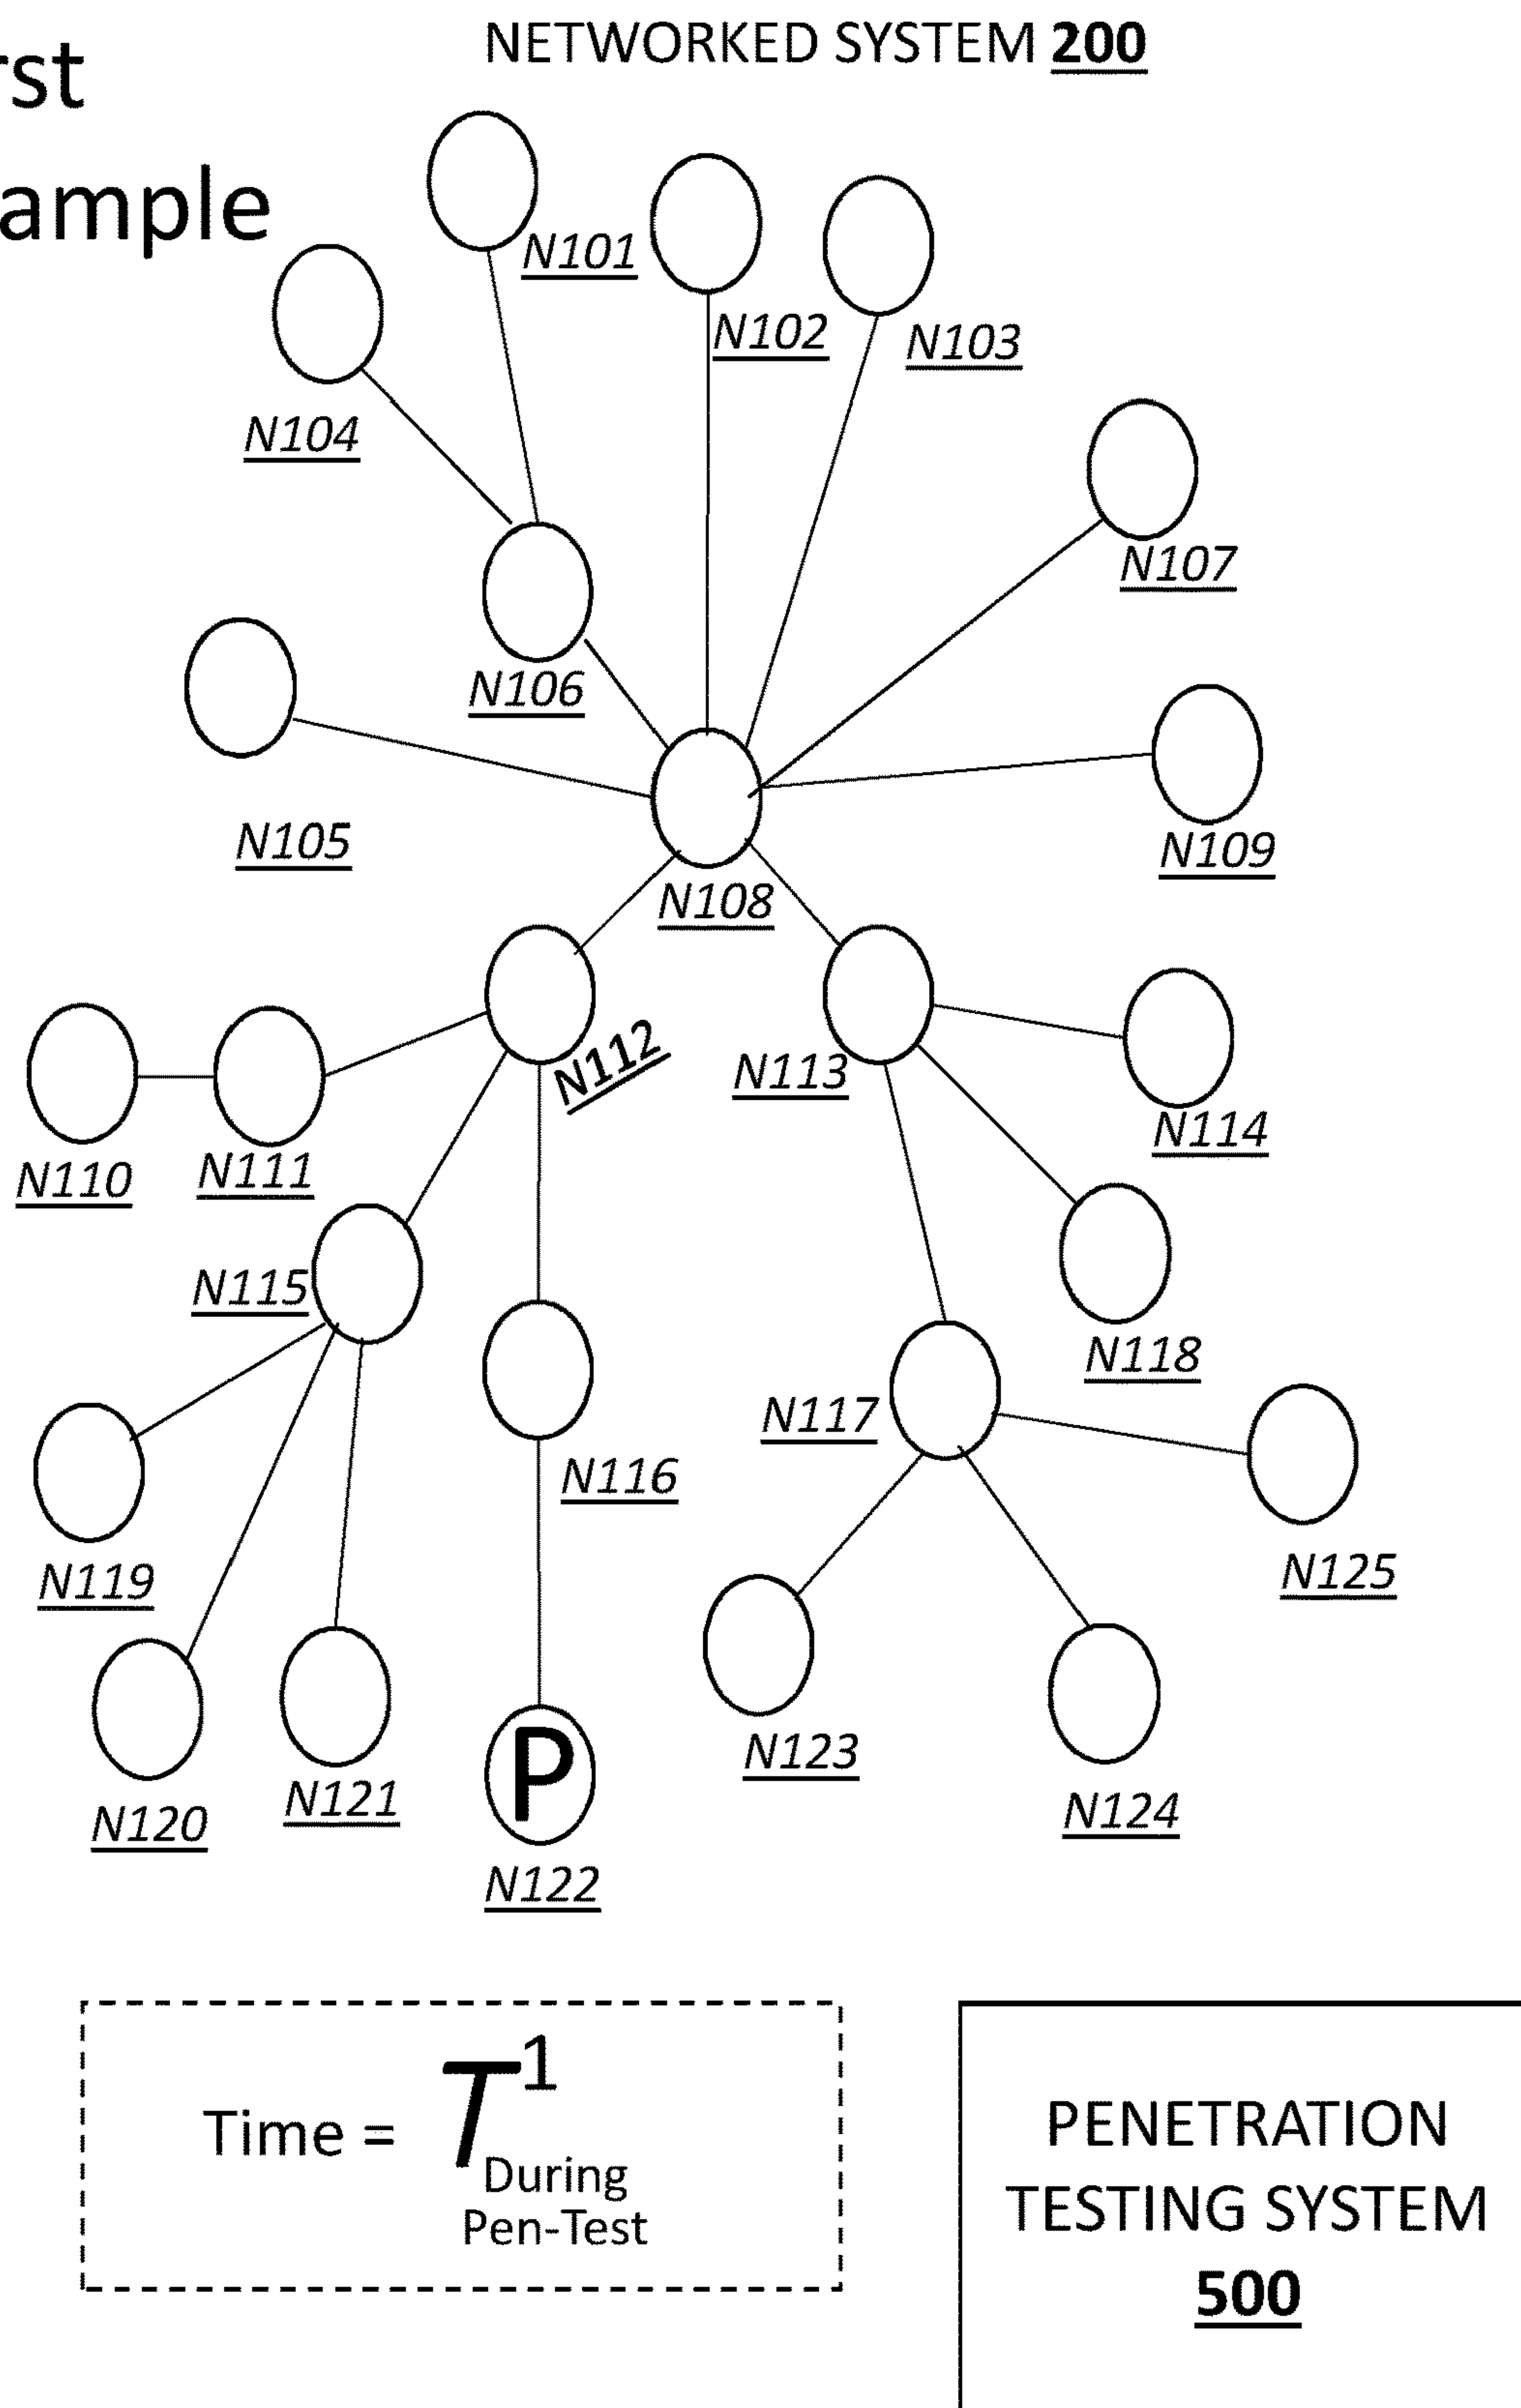 NETWORKED SYSTEM 200
rst
ample
N101
N102
N103
N104
N107
N106
N105
N109
N108
N112
N113
N114
N110
N111
N115
N118
N117
N116
N119
N125
N123
N121
N124
N120
P
N122
Time = T 1
During
Pen-Test
PENETRATION
TESTING SYSTEM
500